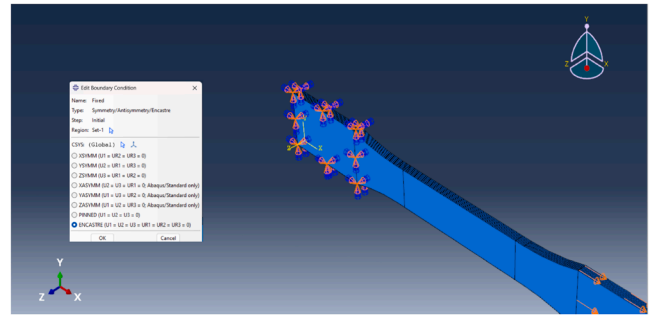 Edit Boundary Condition
Name: Fixed
Type: Symmetry/Antisymmetry/Encastre
Step: Initial
Region: Set-1
CSYS: (Global)
XSYMM (U1 = UR2 = UR3 = 0)
YSYMM (U2 = UR1 = UR3 = 0)
ZSYMM (U3 = UR1 = UR2 = 0)
XASYMM (U2 = U3 = UR1 = 0; Abaqus/Standard only)
YASYMM (U1 = U3 = UR2 = 0; Abaqus/Standard only)
ZASYMM (U1 = U2 = UR3 = 0; Abaqus/Standard only)
PINNED (U1 = U2 = U3 = 0)
ENCASTRE (U1 = U2 = U3 = UR1 = UR2 = UR3 = 0)
OK Cancel
Y
Z X
X
Y
Z X